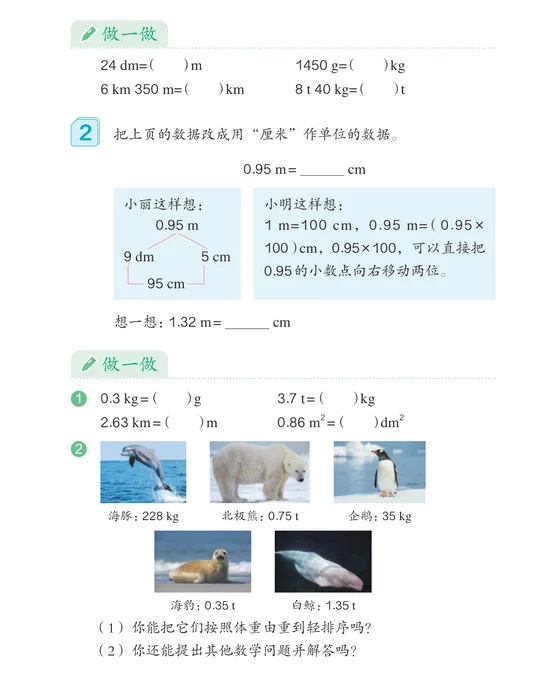 做一做
24 dm=( )m 1450 g=( )kg
6 km 350 m=( )km 8 t 40 kg=( )t
2 把上页的数据改成用“厘米”作单位的数据。
0.95 m=______ cm
小丽这样想：
0.95 m
9 dm 5 cm
95 cm
小明这样想：
1 m=100 cm，0.95 m=(0.95×
100)cm，0.95×100，可以直接把
0.95的小数点向右移动两位。
想一想：1.32 m=______ cm
做一做
1 0.3 kg=( )g 3.7 t=( )kg
2.63 km=( )m 0.86 m²=( )dm²
2
海豚：228 kg 北极熊：0.75 t 企鹅：35 kg
海豹：0.35 t 白鲸：1.35 t
（1）你能把它们按照体重由重到轻排序吗？
（2）你还能提出其他数学问题并解答吗？